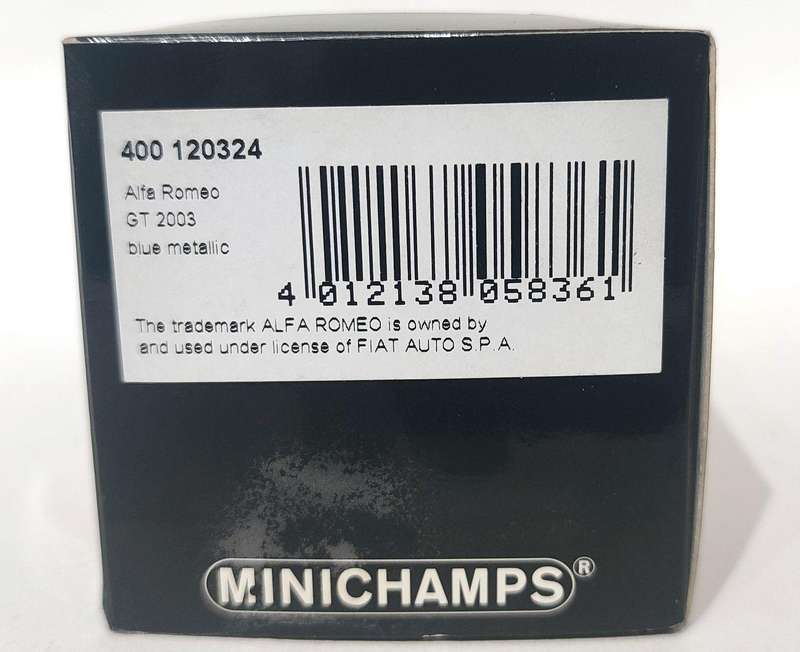 400 120324
Alfa Romeo
GT 2003
blue metallic
4 012138 058361
The trademark ALFA ROMEO is owned by
and used under license of FIAT AUTO S.P.A.
MINICHAMPS®